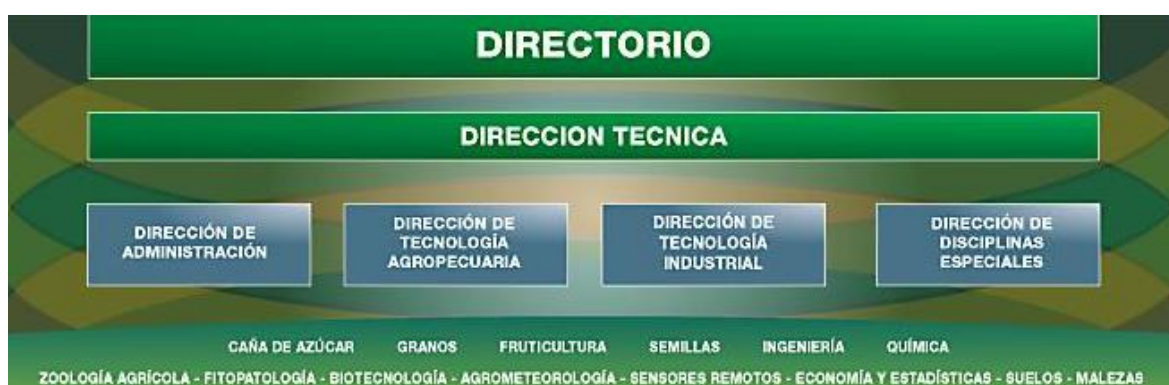 DIRECTORIO
DIRECCION TECNICA
DIRECCIÓN DE
ADMINISTRACIÓN
DIRECCIÓN DE
TECNOLOGÍA
AGROPECUARIA
DIRECCIÓN DE
TECNOLOGÍA
INDUSTRIAL
DIRECCIÓN DE
DISCIPLINAS
ESPECIALES
CAÑA DE AZÚCAR GRANOS FRUTICULTURA SEMILLAS INGENIERÍA QUÍMICA
ZOOLOGÍA AGRÍCOLA - FITOPATOLOGÍA - BIOTECNOLOGÍA - AGROMETEOROLOGÍA - SENSORES REMOTOS - ECONOMÍA Y ESTADÍSTICAS - SUELOS - MALEZAS